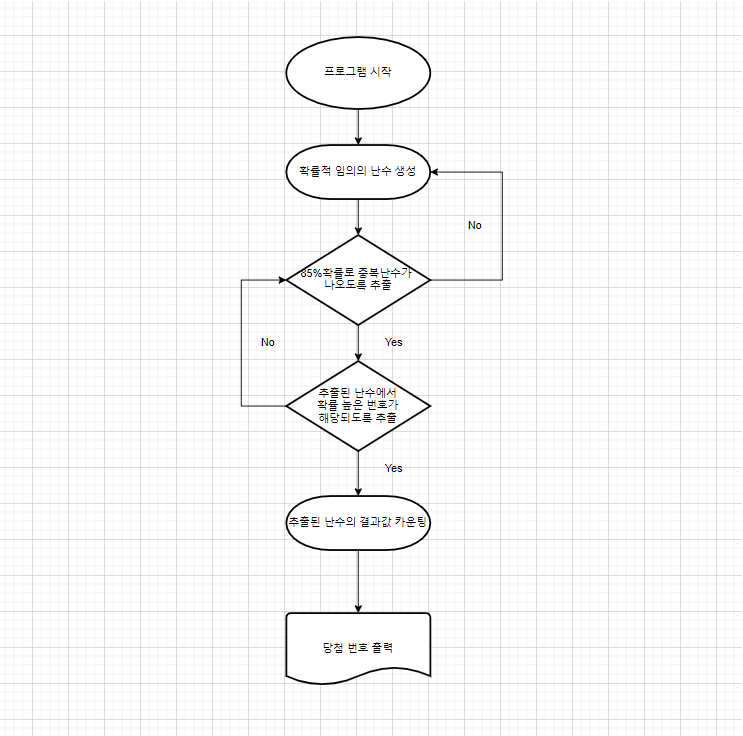 프로그램 시작
확률적 임의의 난수 생성
No
85%확률로 중복난수가
나오도록 추출
No
Yes
추출된 난수에서
확률 높은 번호가
해당되도록 추출
Yes
추출된 난수의 결과값 카운팅
당첨 번호 출력